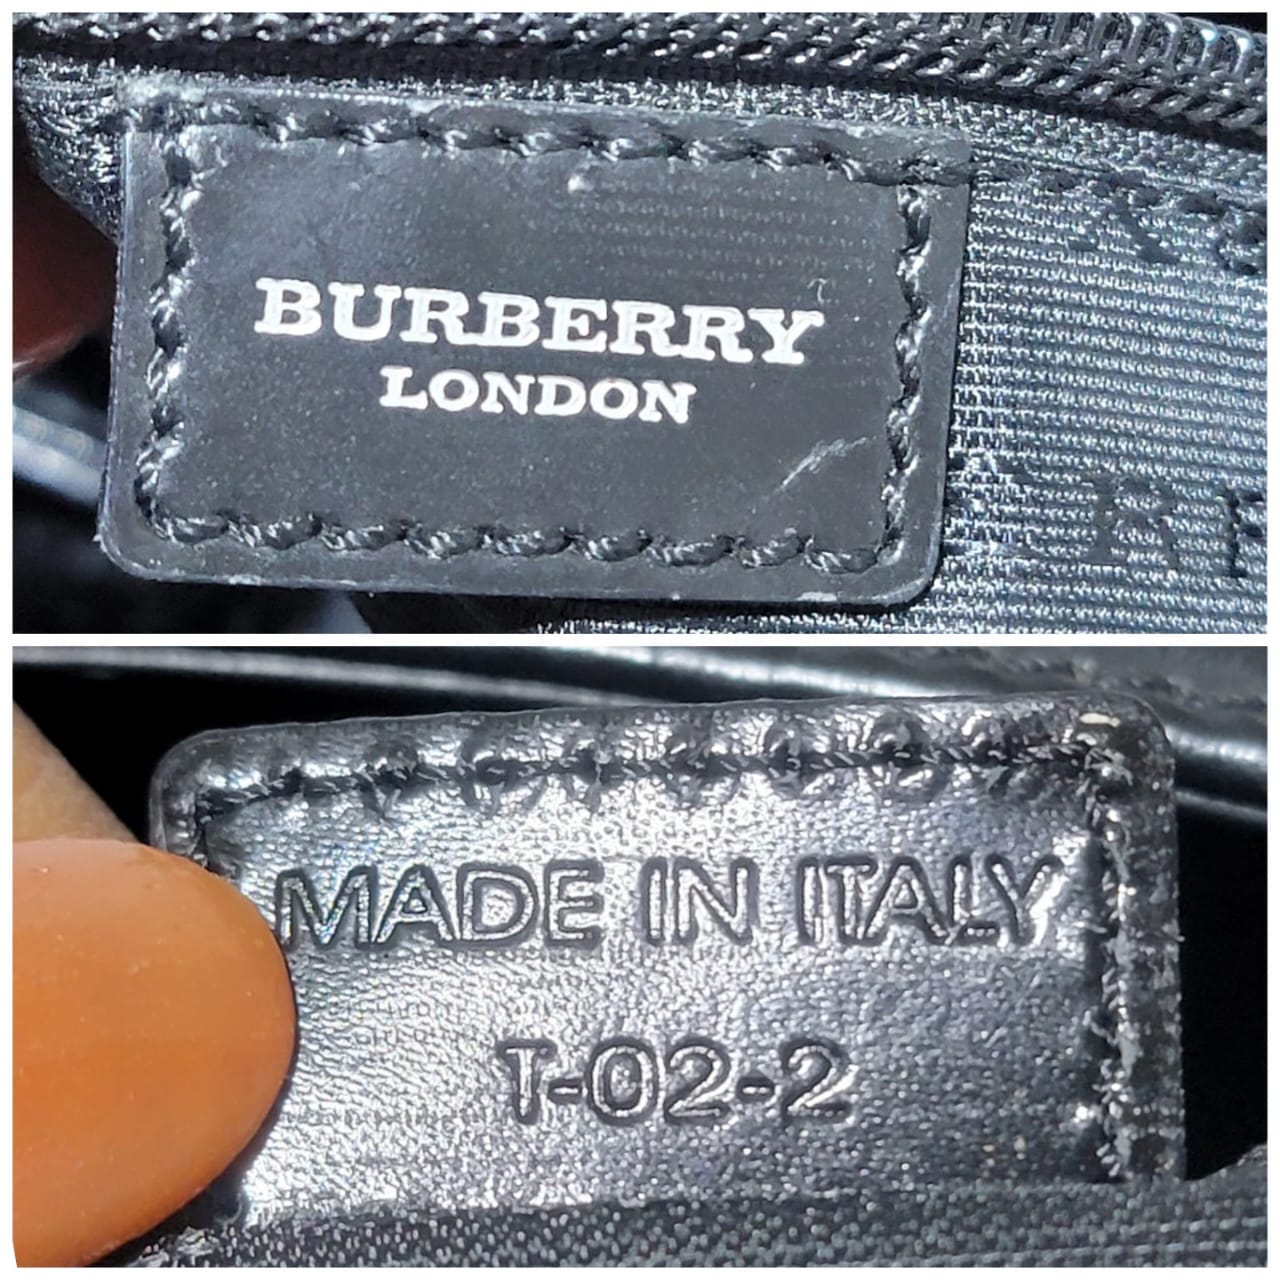 BURBERRY
LONDON
MADE IN ITALY
T-02-2